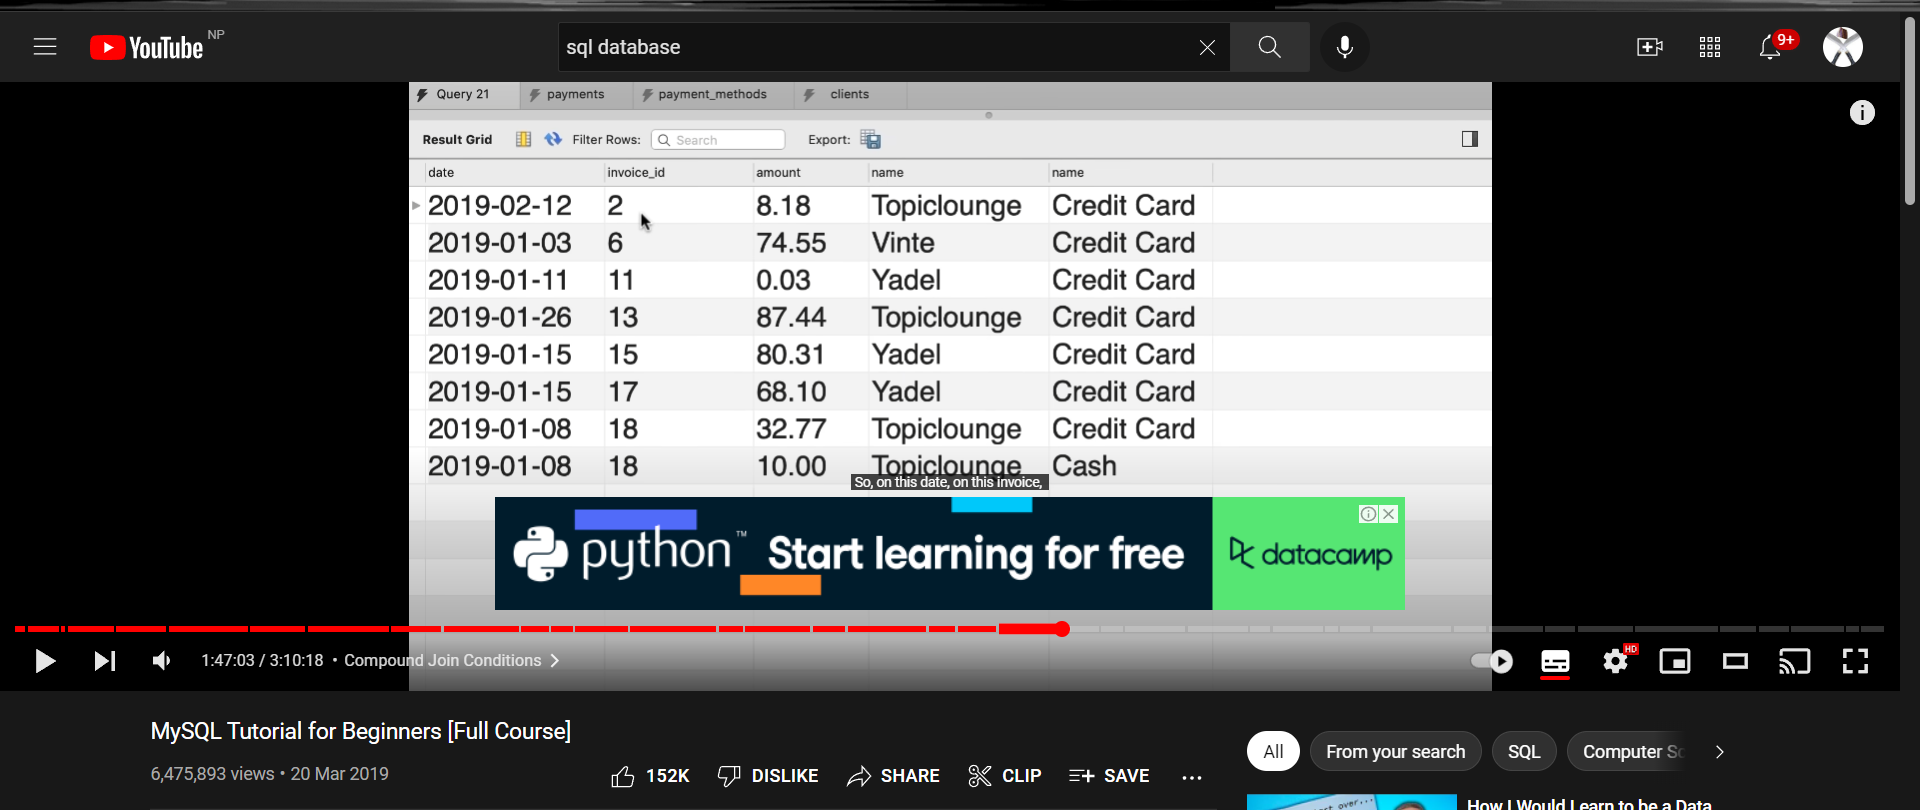 YouTube NP
sql database
9+
Query 21 payments payment_methods clients
Result Grid Filter Rows: Search Export:
date invoice_id amount name name
2019-02-12 2 8.18 Topiclounge Credit Card
2019-01-03 6 74.55 Vinte Credit Card
2019-01-11 11 0.03 Yadel Credit Card
2019-01-26 13 87.44 Topiclounge Credit Card
2019-01-15 15 80.31 Yadel Credit Card
2019-01-15 17 68.10 Yadel Credit Card
2019-01-08 18 32.77 Topiclounge Credit Card
2019-01-08 18 10.00 Topiclounge Cash
So, on this date, on this invoice,
python™ Start learning for free datacamp
1:47:03 / 3:10:18 • Compound Join Conditions
HD
MySQL Tutorial for Beginners [Full Course]
6,475,893 views • 20 Mar 2019
152K DISLIKE SHARE CLIP SAVE
All From your search SQL Computer Sc
over...
How I Would Learn to be a Data